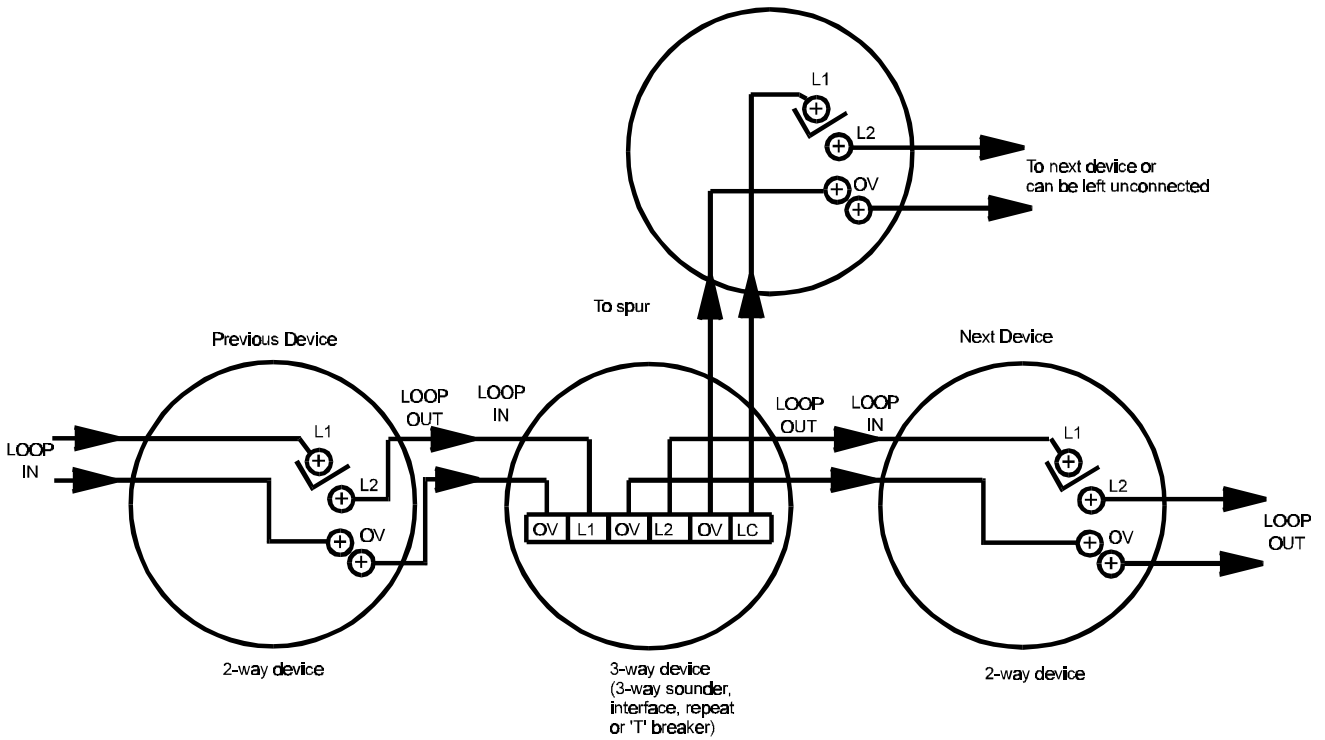 L1
L2
OV
To next device or
can be left unconnected
To spur
Previous Device
Next Device
LOOP
IN
L1
L2
OV
LOOP
OUT
LOOP
IN
OV L1 OV L2 OV LC
LOOP
OUT
LOOP
IN
L1
L2
OV
LOOP
OUT
2-way device
3-way device
(3-way sounder,
interface, repeat
or 'T' breaker)
2-way device